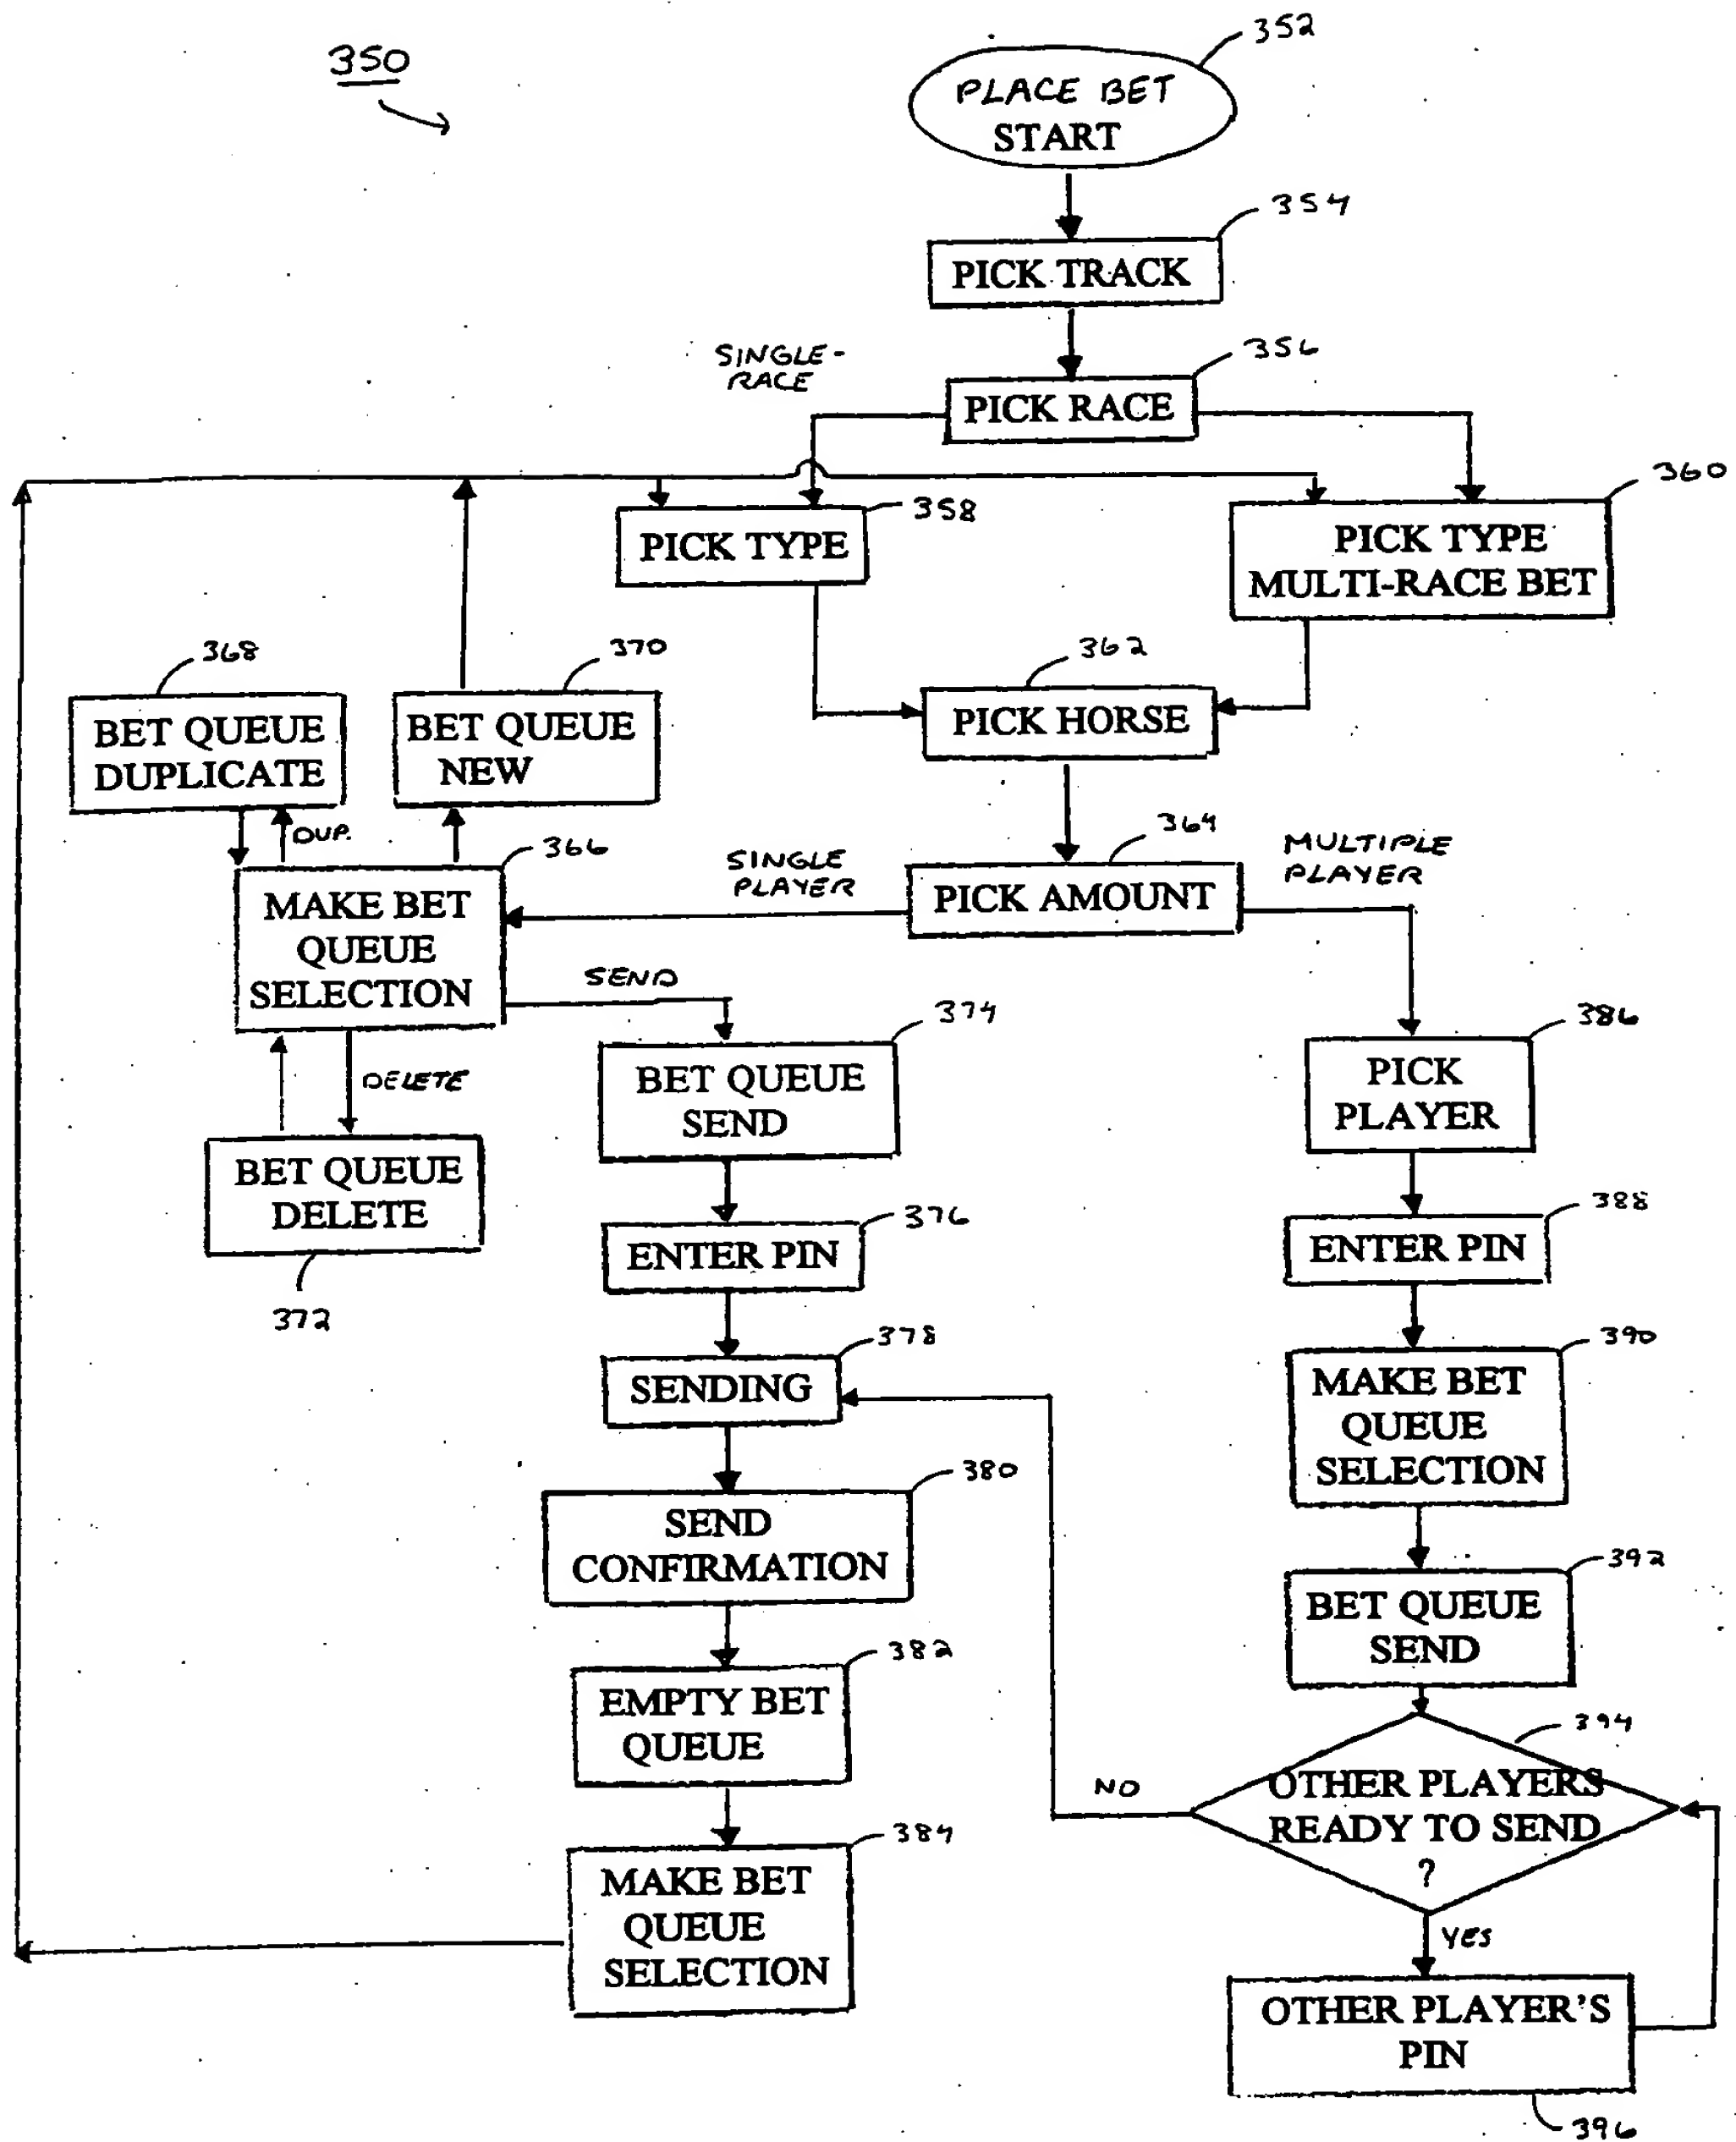 350
352
PLACE BET
START
354
PICK TRACK
SINGLE-
RACE
356
PICK RACE
358
PICK TYPE
360
PICK TYPE
MULTI-RACE BET
368
BET QUEUE
DUPLICATE
370
BET QUEUE
NEW
362
PICK HORSE
DUP.
366
MAKE BET
QUEUE
SELECTION
SINGLE
PLAYER
364
PICK AMOUNT
MULTIPLE
PLAYER
SEND
374
BET QUEUE
SEND
DELETE
BET QUEUE
DELETE
372
386
PICK
PLAYER
376
ENTER PIN
388
ENTER PIN
378
SENDING
390
MAKE BET
QUEUE
SELECTION
380
SEND
CONFIRMATION
392
BET QUEUE
SEND
382
EMPTY BET
QUEUE
394
OTHER PLAYERS
READY TO SEND
?
NO
YES
384
MAKE BET
QUEUE
SELECTION
OTHER PLAYER'S
PIN
396